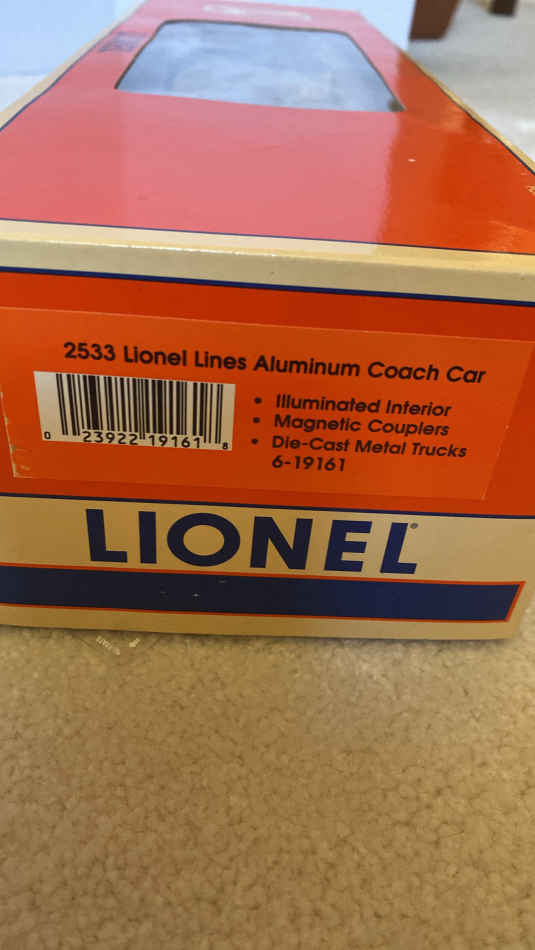 2533 Lionel Lines Aluminum Coach Car
• Illuminated Interior
• Magnetic Couplers
• Die-Cast Metal Trucks
6-19161
0 23922 19161 8
LIONEL®